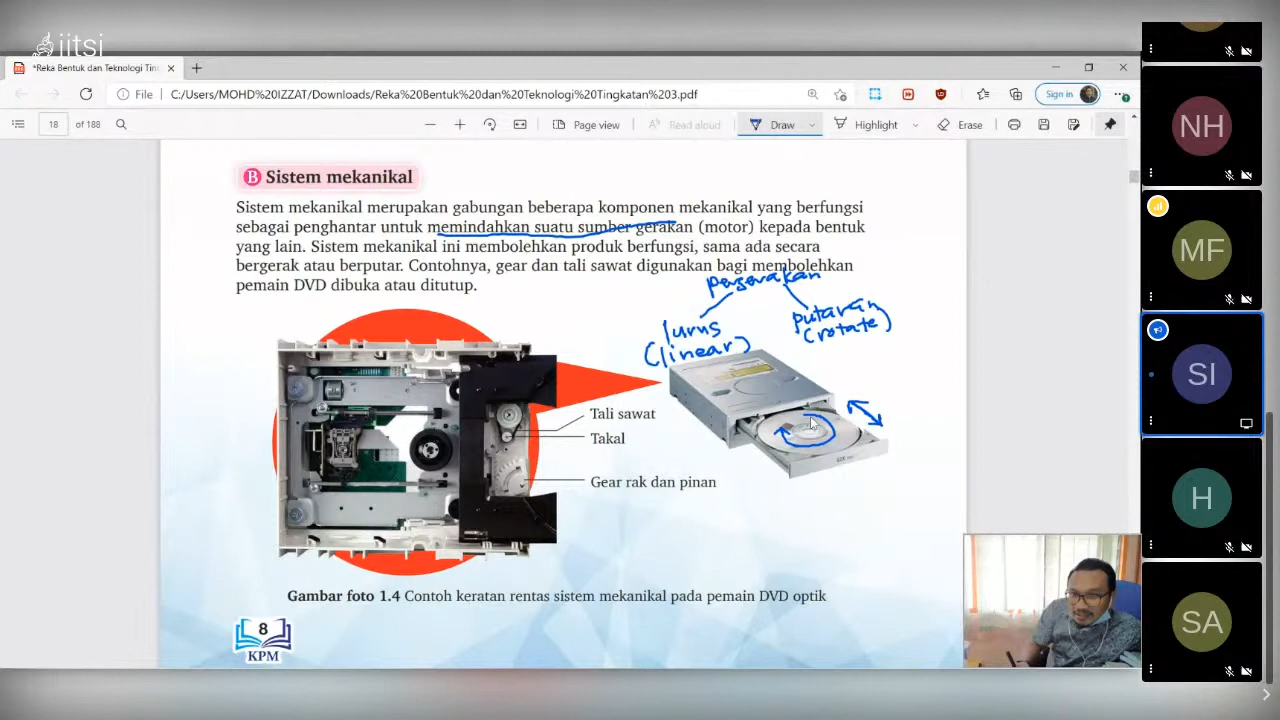 jitsi
*Reka Bentuk dan Teknologi Tin
Sign in
File
C:/Users/MOHD%20IZZAT/Downloads/Reka%20Bentuk%20dan%20Teknologi%20Tingkatan%203.pdf
18 of 188
Page view
Read aloud
Draw
Highlight
Erase
B Sistem mekanikal
Sistem mekanikal merupakan gabungan beberapa komponen mekanikal yang berfungsi
sebagai penghantar untuk memindahkan suatu sumber gerakan (motor) kepada bentuk
yang lain. Sistem mekanikal ini membolehkan produk berfungsi, sama ada secara
bergerak atau berputar. Contohnya, gear dan tali sawat digunakan bagi membolehkan
pemain DVD dibuka atau ditutup.
pergerakan
lurus
(linear)
putaran
(rotate)
Tali sawat
Takal
Gear rak dan pinan
Gambar foto 1.4 Contoh keratan rentas sistem mekanikal pada pemain DVD optik
8
KPM
NH
MF
SI
H
SA